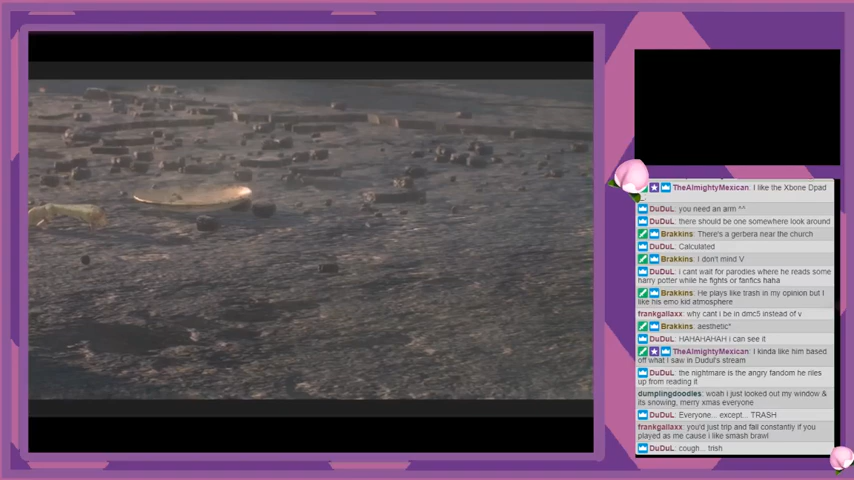 TheAlmightyMexican: I like the Xbone Dpad
DuDuL: you need an arm ^^
DuDuL: there should be one somewhere look around
Brakkins: There's a gerbera near the church
DuDuL: Calculated
Brakkins: I don't mind V
DuDuL: i cant wait for parodies where he reads some
harry potter while he fights or fanfics haha
Brakkins: He plays like trash in my opinion but I
like his emo kid atmosphere
frankgallaxx: why cant i be in dmc5 instead of v
Brakkins: aesthetic*
DuDuL: HAHAHAHAH i can see it
TheAlmightyMexican: I kinda like him based
off what I saw in Dudul's stream
DuDuL: the nightmare is the angry fandom he riles
up from reading it
dumplingdoodles: woah i just looked out my window &
its snowing, merry xmas everyone
DuDuL: Everyone... except... TRASH
frankgallaxx: you'd just trip and fall constantly if you
played as me cause i like smash brawl
DuDuL: cough... trish